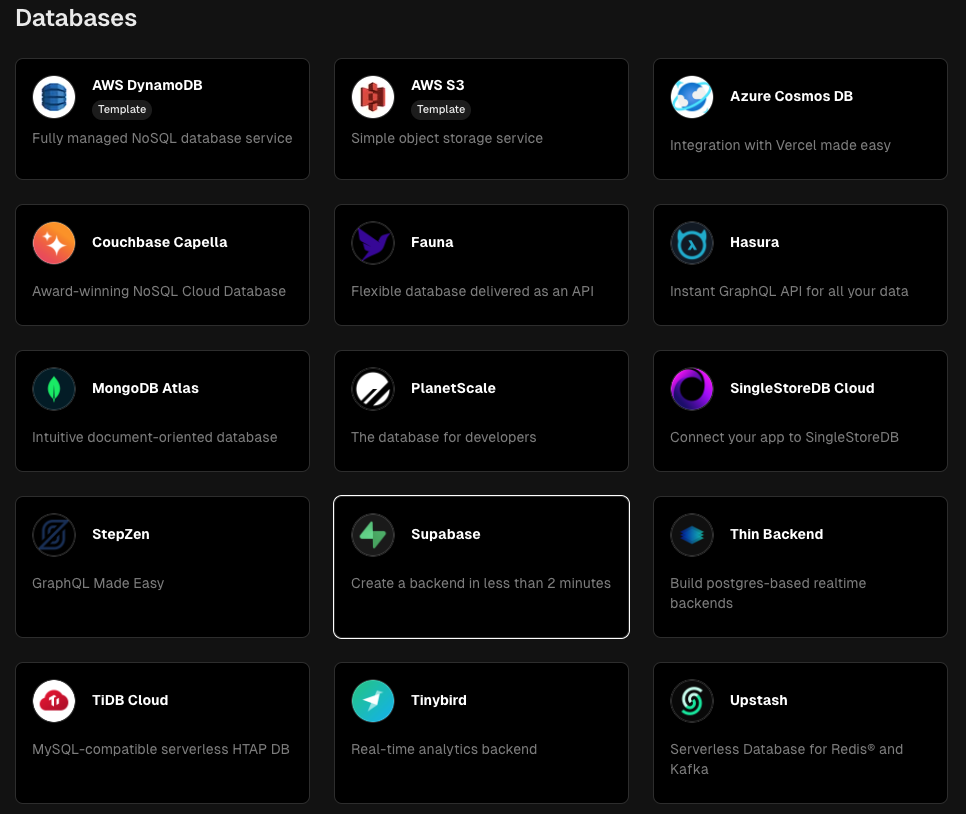 Databases
AWS DynamoDB
Template
Fully managed NoSQL database service
AWS S3
Template
Simple object storage service
Azure Cosmos DB
Integration with Vercel made easy
Couchbase Capella
Award-winning NoSQL Cloud Database
Fauna
Flexible database delivered as an API
Hasura
Instant GraphQL API for all your data
MongoDB Atlas
Intuitive document-oriented database
PlanetScale
The database for developers
SingleStoreDB Cloud
Connect your app to SingleStoreDB
StepZen
GraphQL Made Easy
Supabase
Create a backend in less than 2 minutes
Thin Backend
Build postgres-based realtime
backends
TiDB Cloud
MySQL-compatible serverless HTAP DB
Tinybird
Real-time analytics backend
Upstash
Serverless Database for Redis® and
Kafka